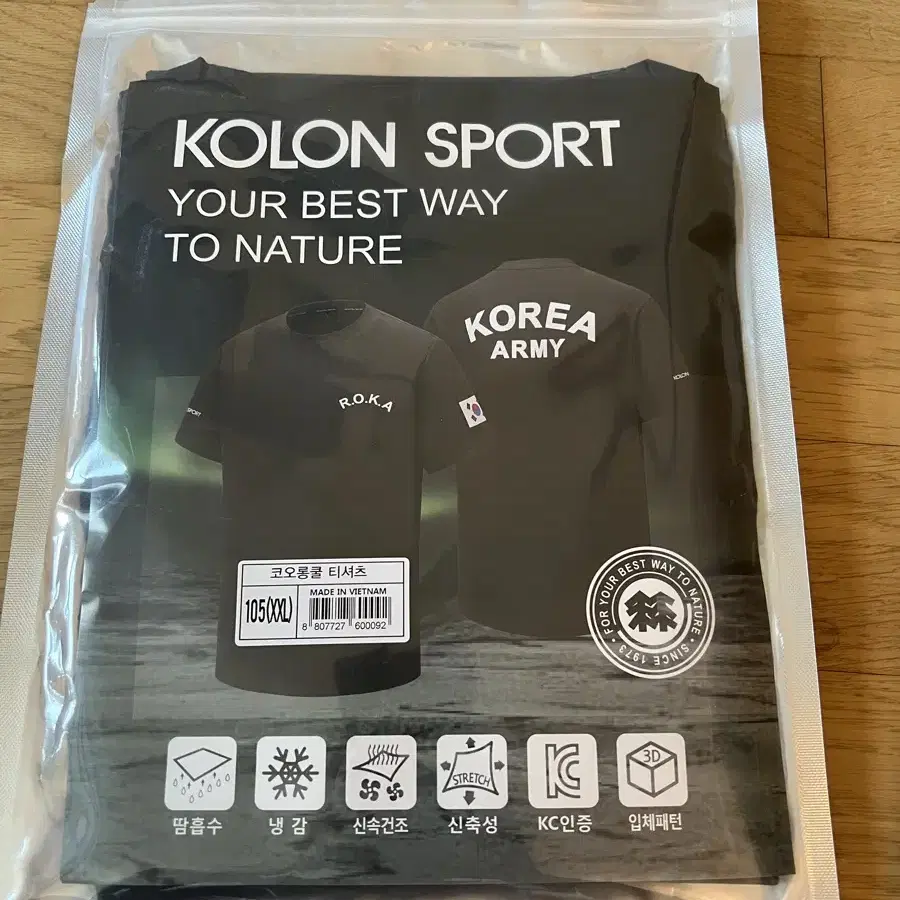 KOLON SPORT
YOUR BEST WAY
TO NATURE
KOREA
ARMY
R.O.K.A
SPORT
KOLON
코오롱쿨 티셔츠
105(XXL)
MADE IN VIETNAM
8 807727 600092
FOR YOUR BEST WAY TO NATURE
· SINCE 1973 ·
STRETCH
KC
3D
땀흡수
냉 감
신속건조
신축성
KC인증
입체패턴